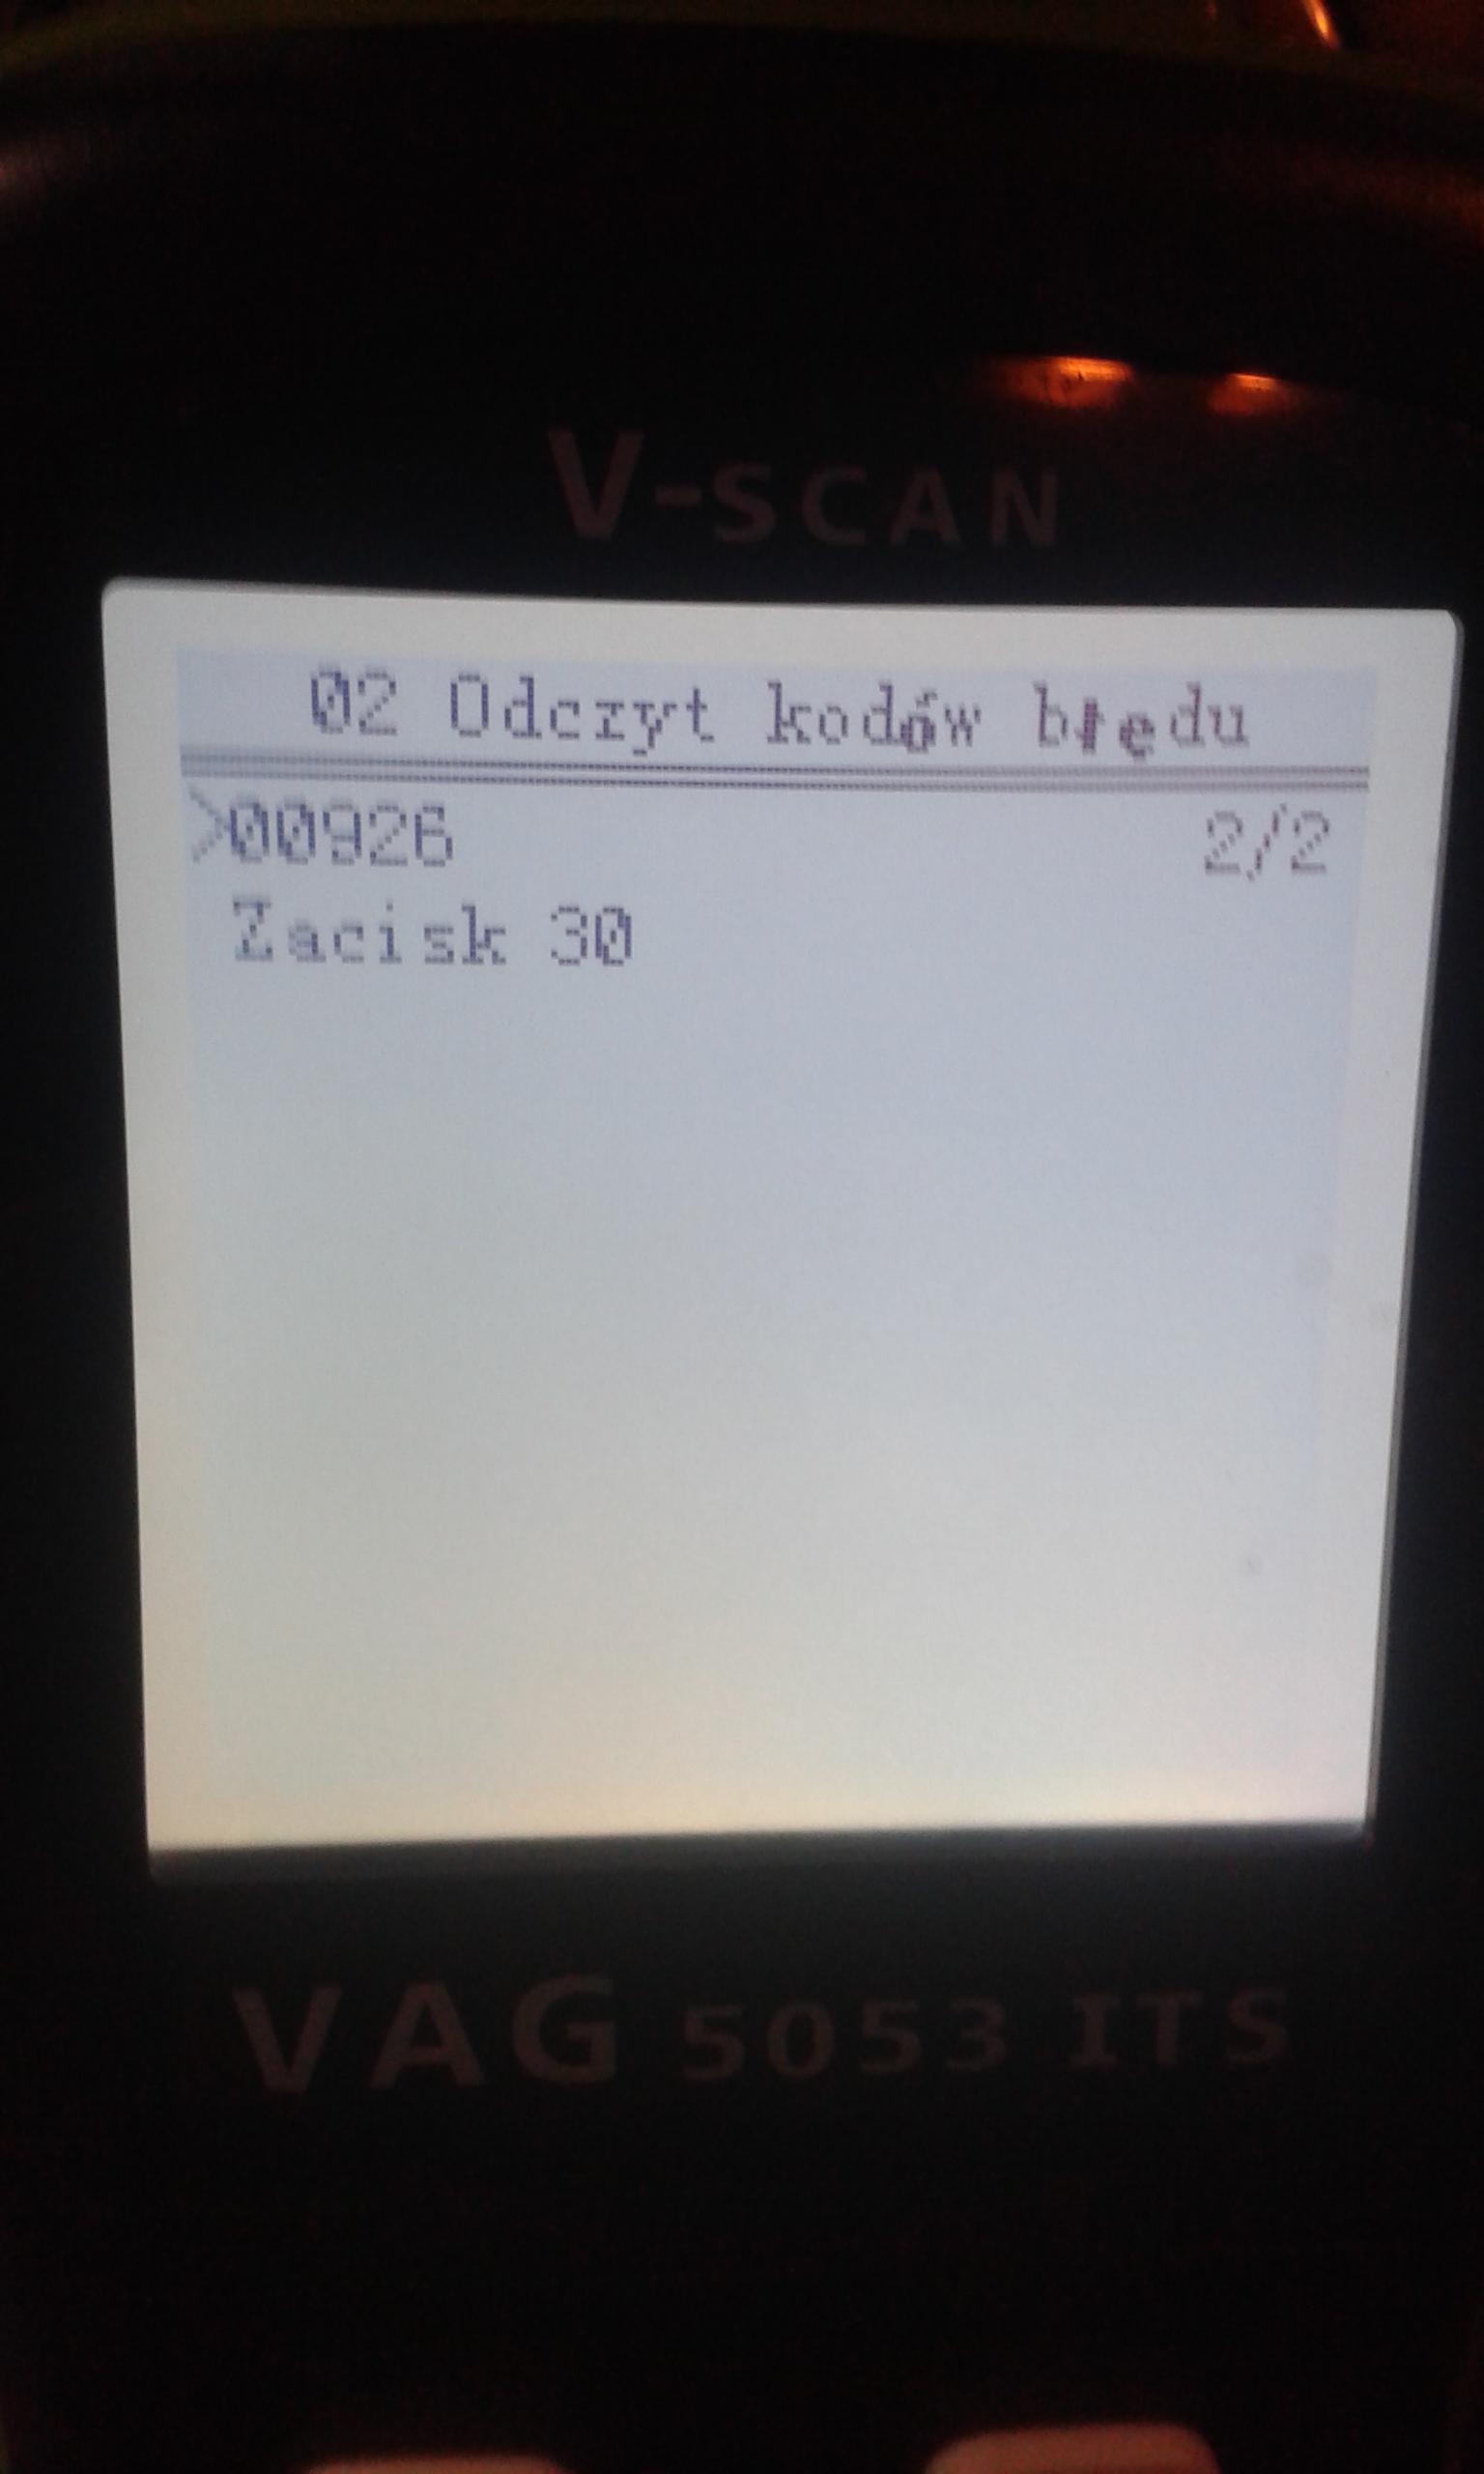 V-SCAN
02 Odczyt kodów błędu
>00926 2/2
Zacisk 30
VAG 5053 ITS